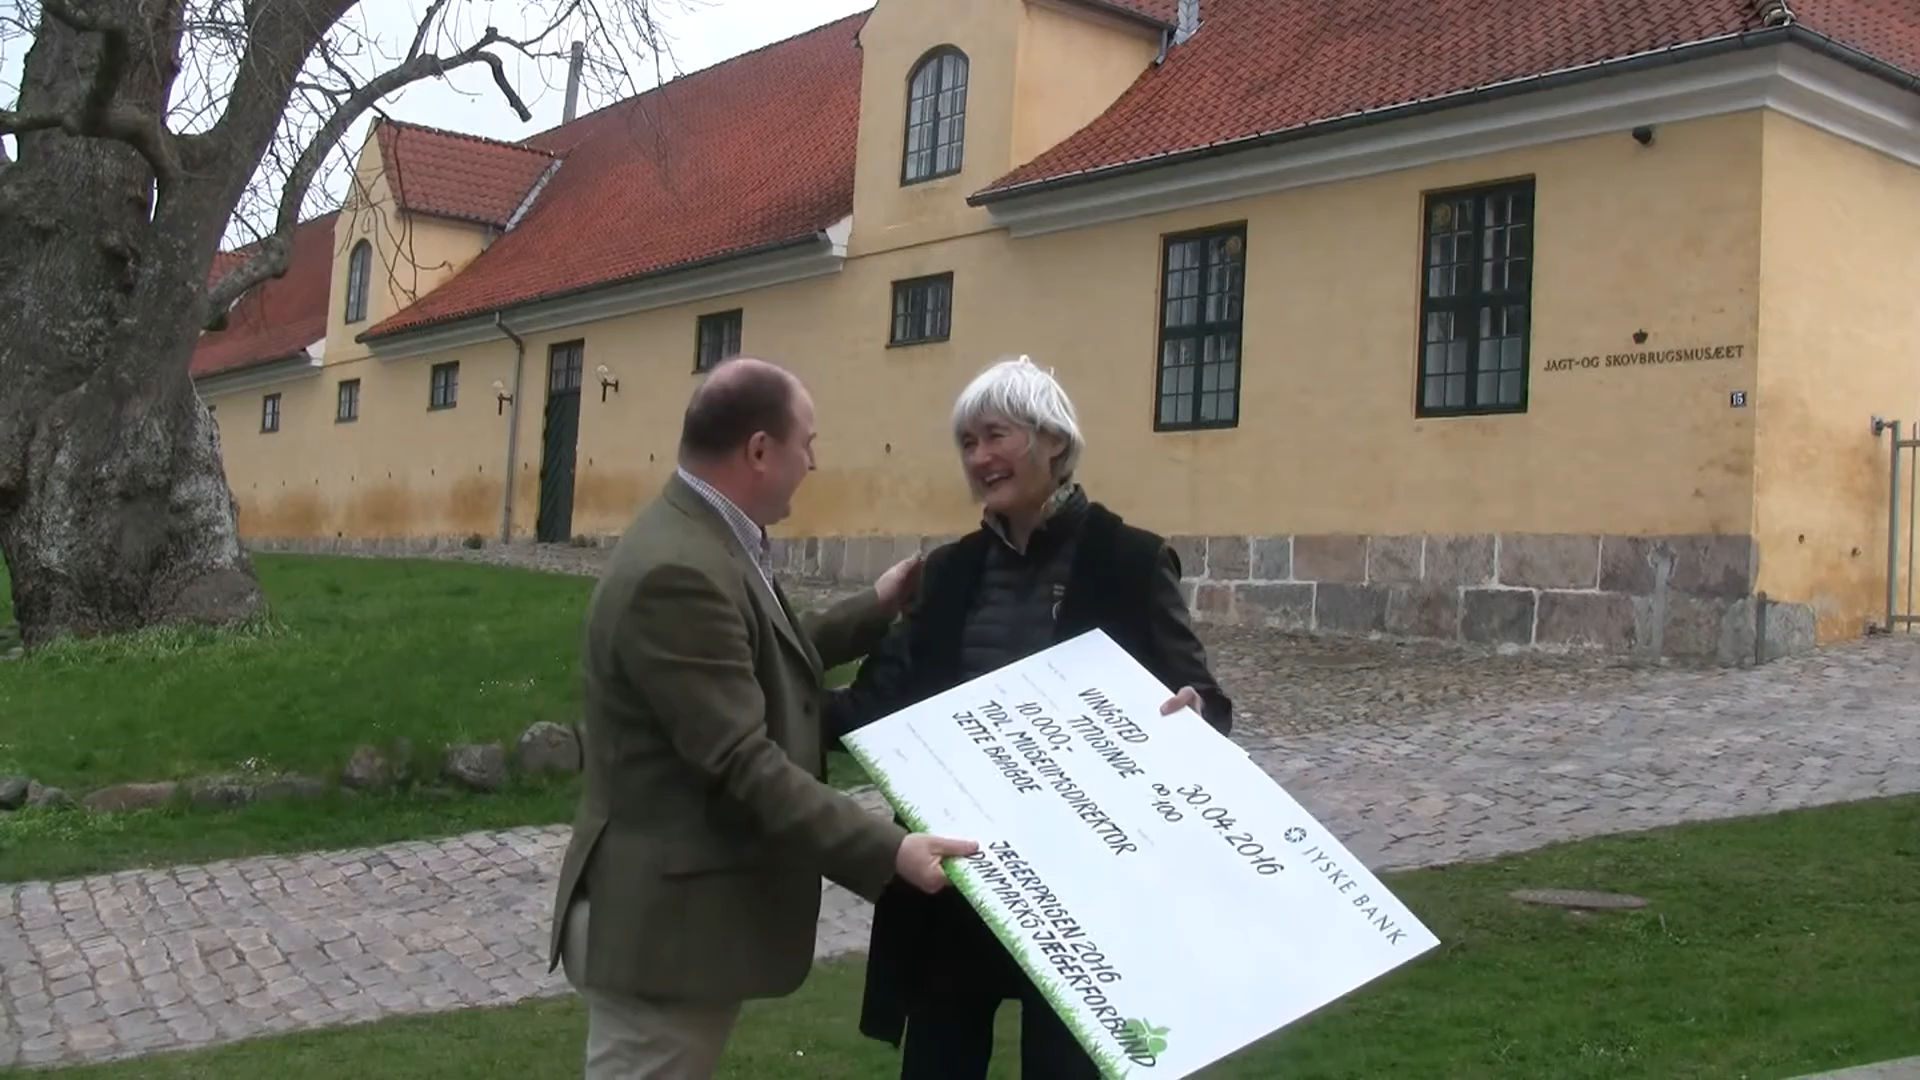 JAGT-OG SKOVBRUGSMUSÆET
15
JYSKE BANK
VINGSTED 30.04.2016
TITUSINDE 00/100
10.000,-
TIDL. MUSEUMSDIREKTOR
JETTE BAAGØE
JÆGERPRISEN 2016
DANMARKS JÆGERFORBUND